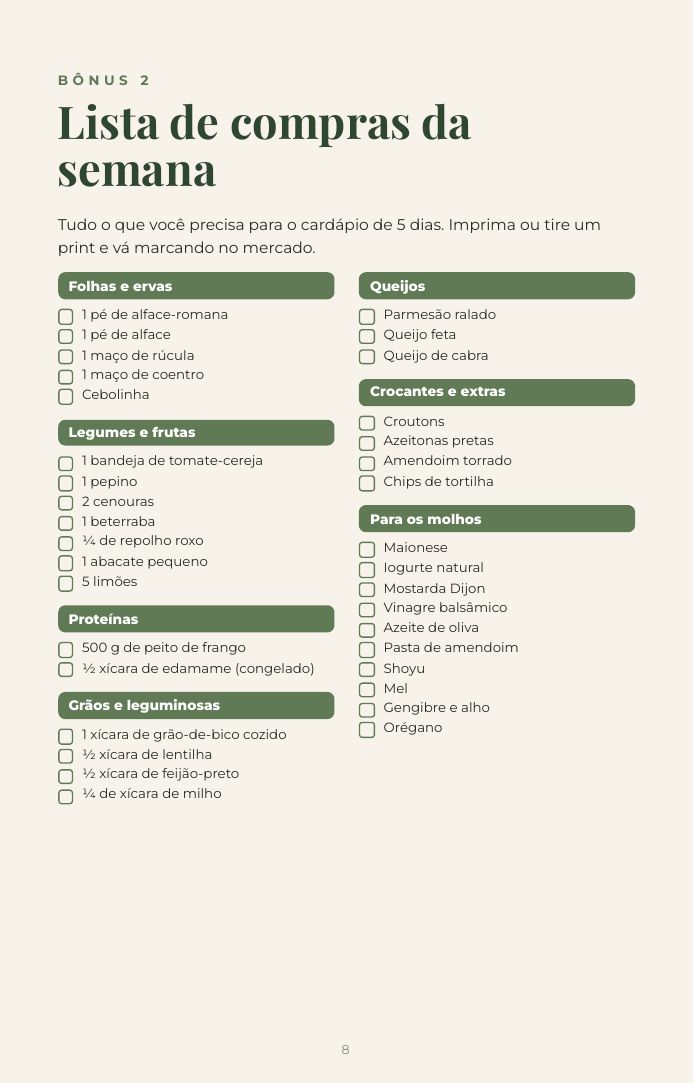 BÔNUS 2
Lista de compras da
semana
Tudo o que você precisa para o cardápio de 5 dias. Imprima ou tire um
print e vá marcando no mercado.
Folhas e ervas
1 pé de alface-romana
1 pé de alface
1 maço de rúcula
1 maço de coentro
Cebolinha
Legumes e frutas
1 bandeja de tomate-cereja
1 pepino
2 cenouras
1 beterraba
¼ de repolho roxo
1 abacate pequeno
5 limões
Proteínas
500 g de peito de frango
½ xícara de edamame (congelado)
Grãos e leguminosas
1 xícara de grão-de-bico cozido
½ xícara de lentilha
½ xícara de feijão-preto
¼ de xícara de milho
Queijos
Parmesão ralado
Queijo feta
Queijo de cabra
Crocantes e extras
Croutons
Azeitonas pretas
Amendoim torrado
Chips de tortilha
Para os molhos
Maionese
Iogurte natural
Mostarda Dijon
Vinagre balsâmico
Azeite de oliva
Pasta de amendoim
Shoyu
Mel
Gengibre e alho
Orégano
8